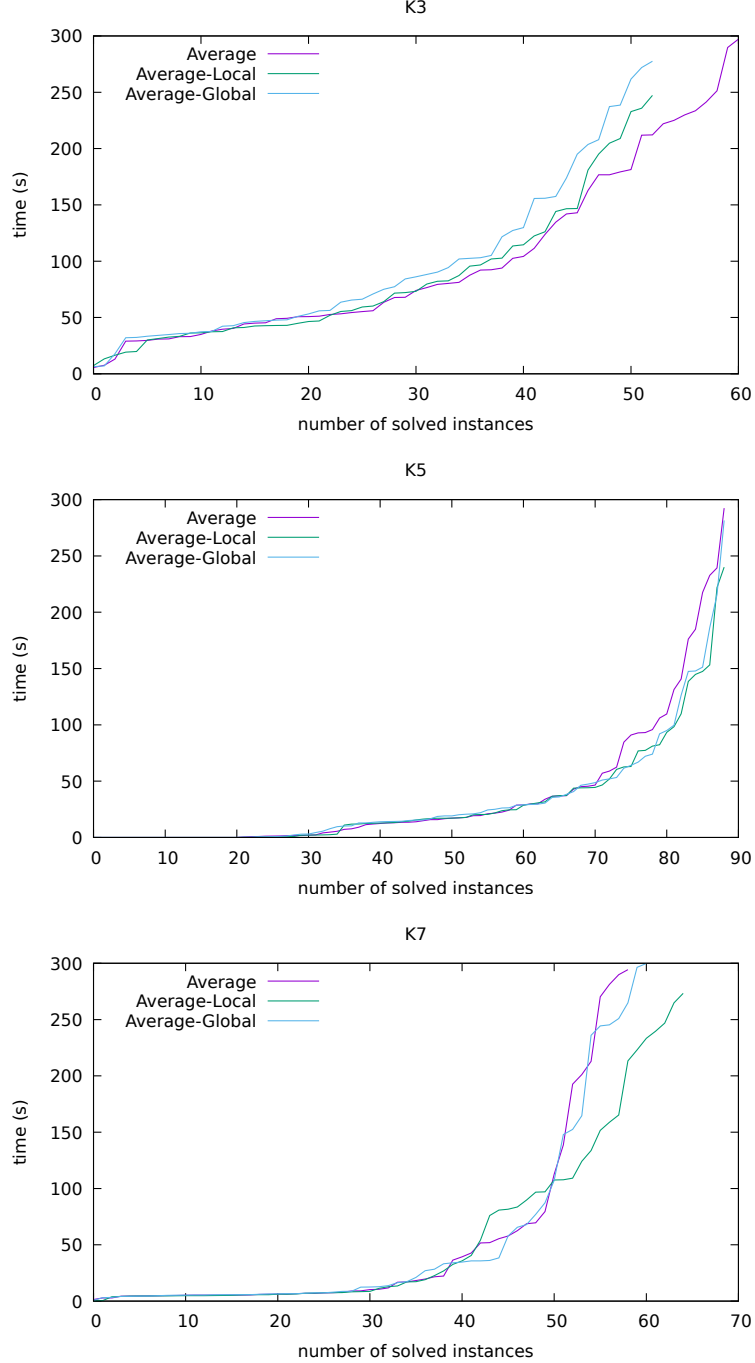 K3
300
250
200
150
100
50
0
time (s)
Average
Average-Local
Average-Global
0 10 20 30 40 50 60
number of solved instances
K5
300
250
200
150
100
50
0
time (s)
Average
Average-Local
Average-Global
0 10 20 30 40 50 60 70 80 90
number of solved instances
K7
300
250
200
150
100
50
0
time (s)
Average
Average-Local
Average-Global
0 10 20 30 40 50 60 70
number of solved instances